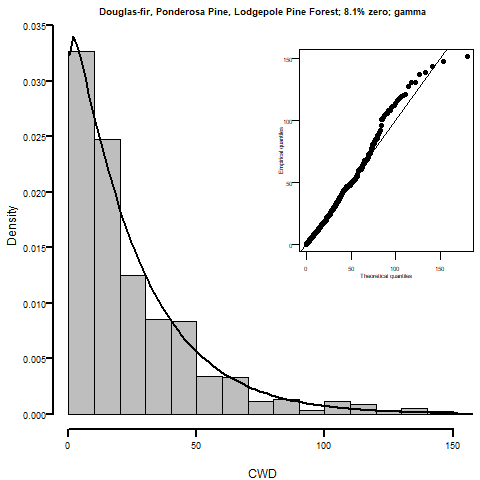 Douglas-fir, Ponderosa Pine, Lodgepole Pine Forest; 8.1% zero; gamma
0.035
0.030
0.025
0.020
0.015
0.010
0.005
0.000
Density
0 50 100 150
CWD
150
100
50
0
Empirical quantiles
0 50 100 150
Theoretical quantiles